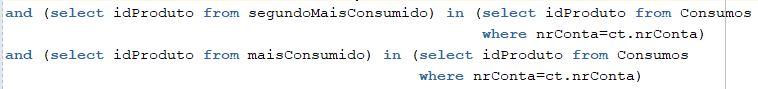 and (select idProduto from segundoMaisConsumido) in (select idProduto from Consumos
where nrConta=ct.nrConta)
and (select idProduto from maisConsumido) in (select idProduto from Consumos
where nrConta=ct.nrConta)